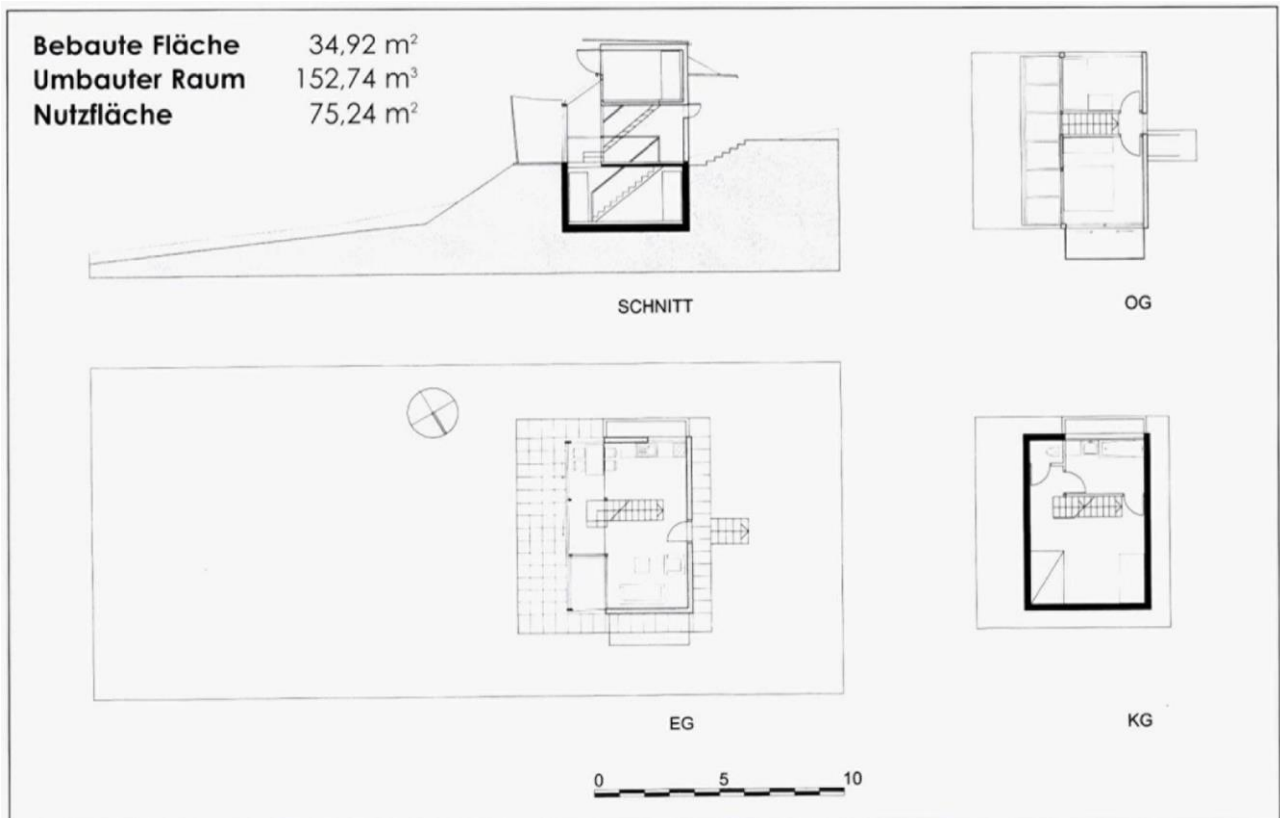 Bebaute Fläche 34,92 m²
Umbauter Raum 152,74 m³
Nutzfläche 75,24 m²
SCHNITT
OG
EG
KG
0 5 10